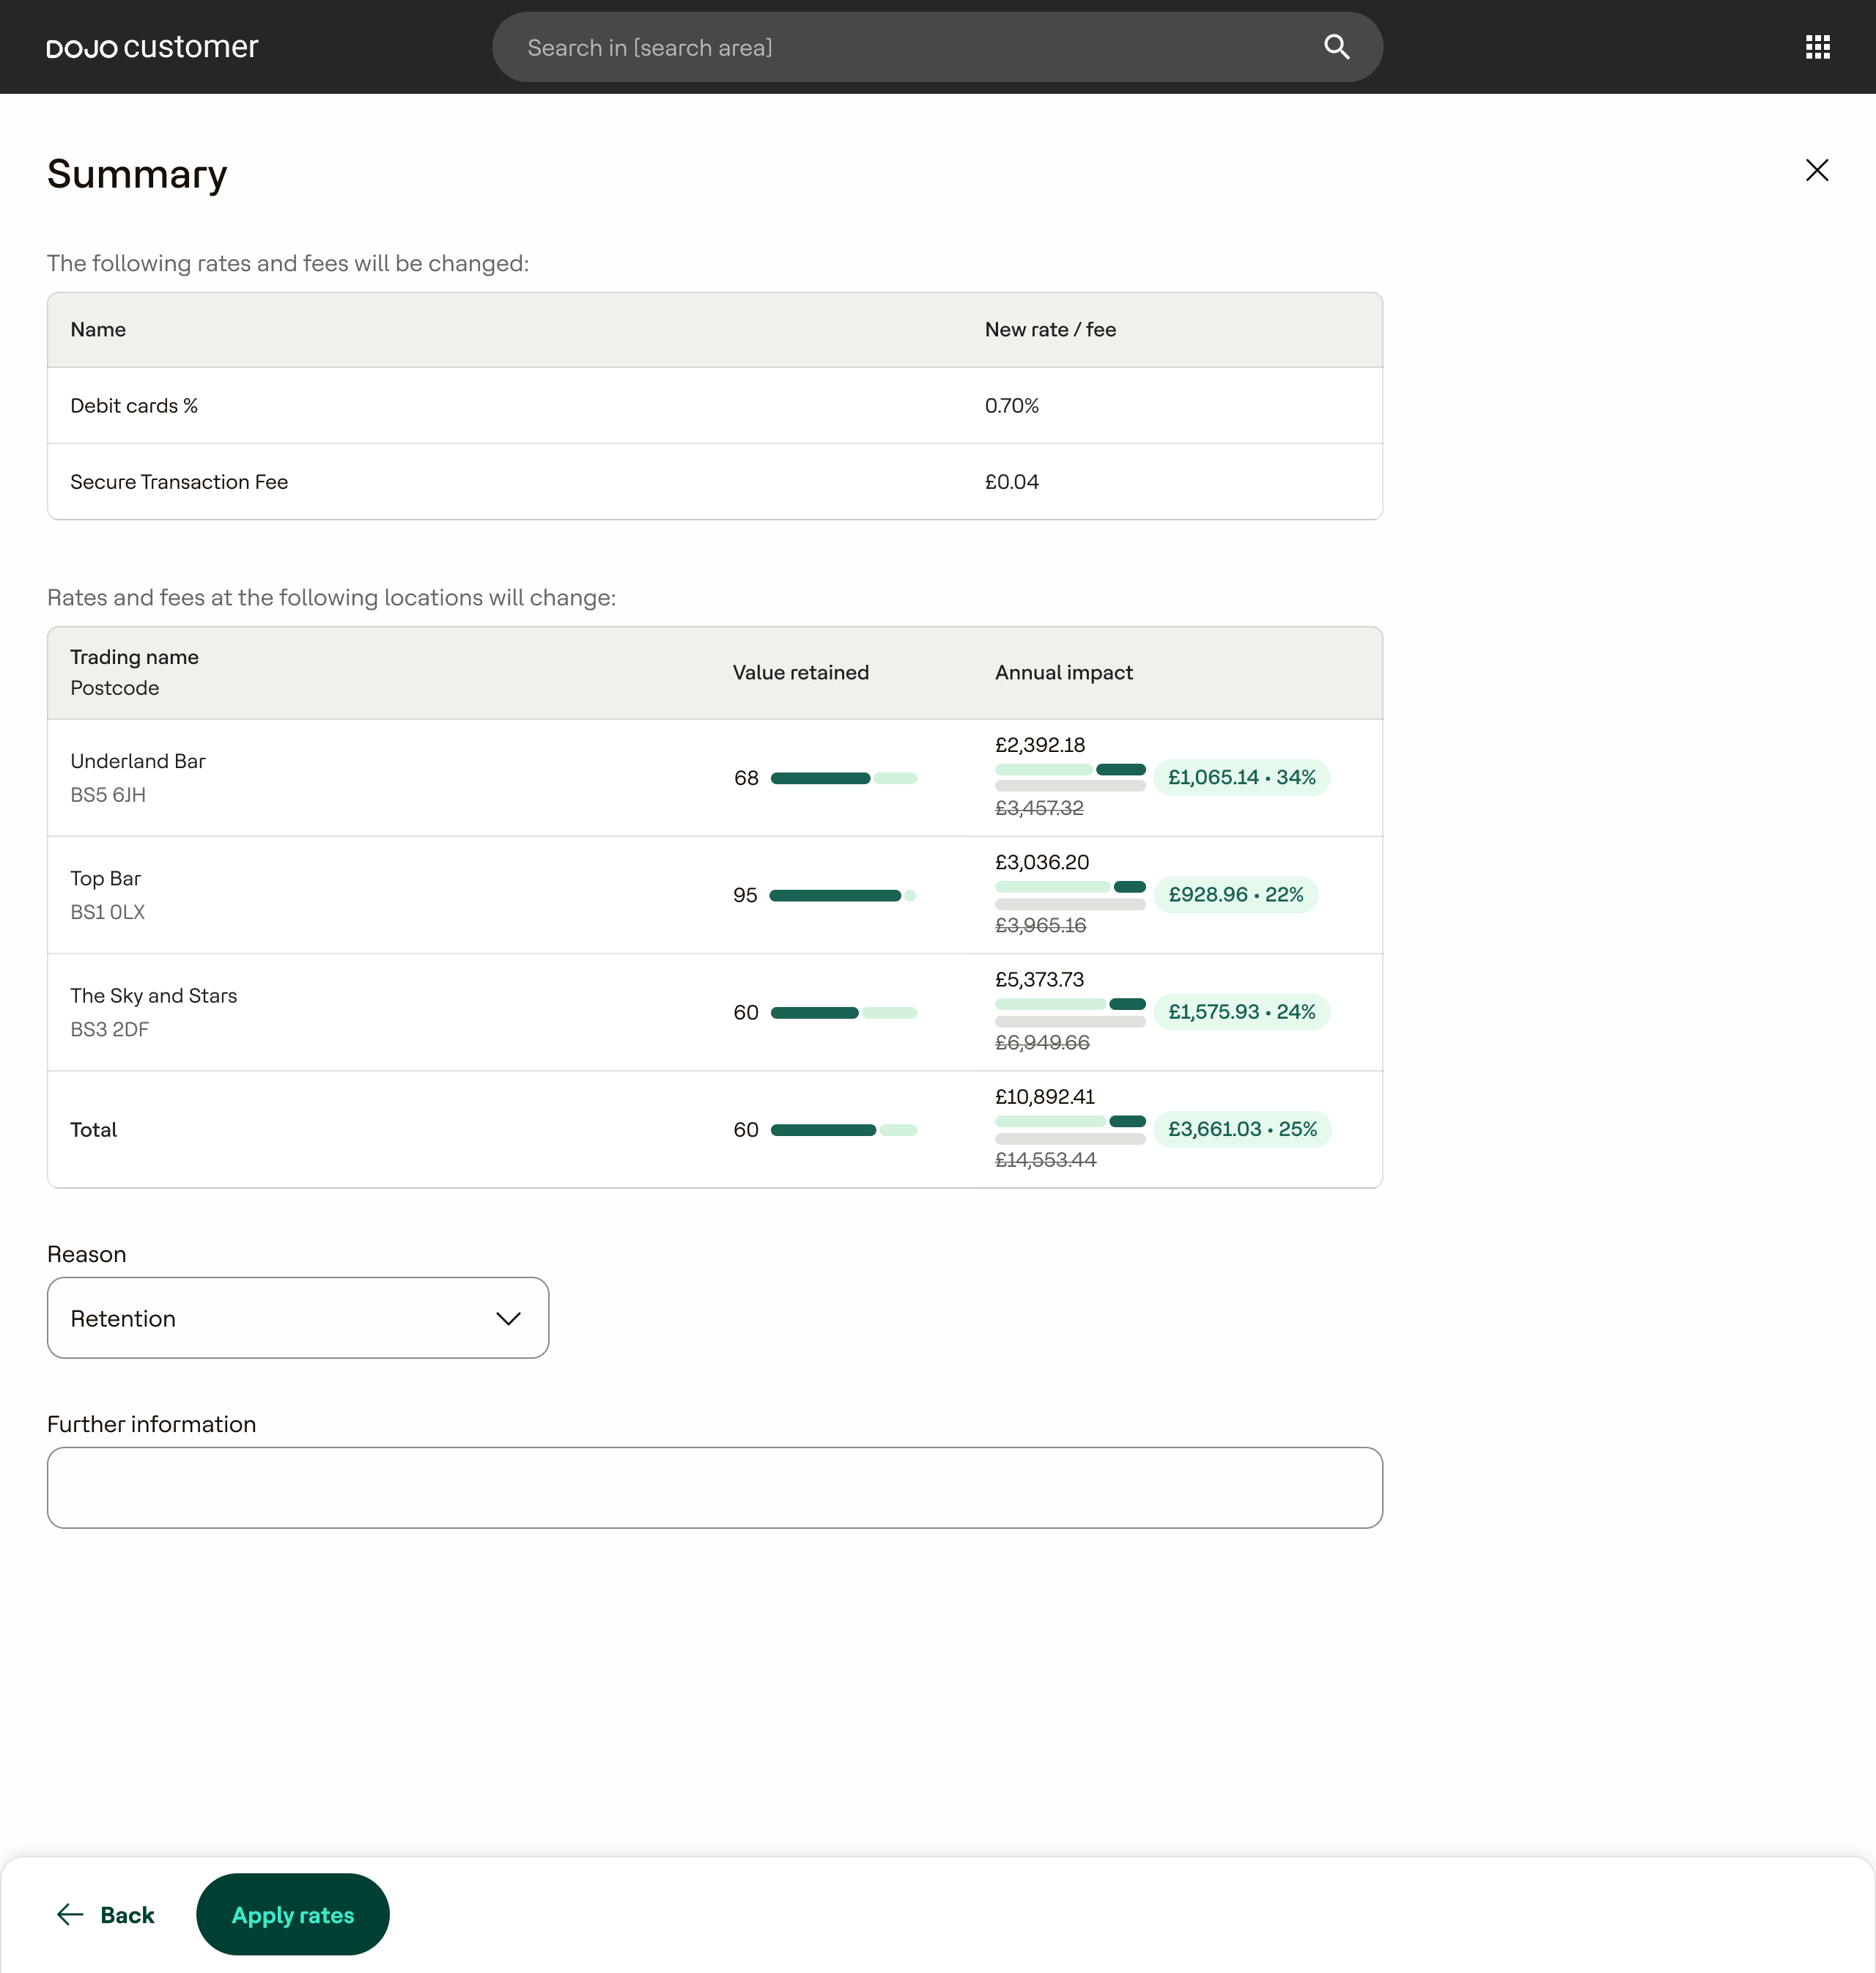 DOJO customer
Search in [search area]
Summary
The following rates and fees will be changed:
Name New rate / fee
Debit cards % 0.70%
Secure Transaction Fee £0.04
Rates and fees at the following locations will change:
Trading name
Postcode
Value retained
Annual impact
Underland Bar
BS5 6JH
68
£2,392.18
£1,065.14 • 34%
£3,457.32
Top Bar
BS1 0LX
95
£3,036.20
£928.96 • 22%
£3,965.16
The Sky and Stars
BS3 2DF
60
£5,373.73
£1,575.93 • 24%
£6,949.66
Total
60
£10,892.41
£3,661.03 • 25%
£14,553.44
Reason
Retention
Further information
Back
Apply rates